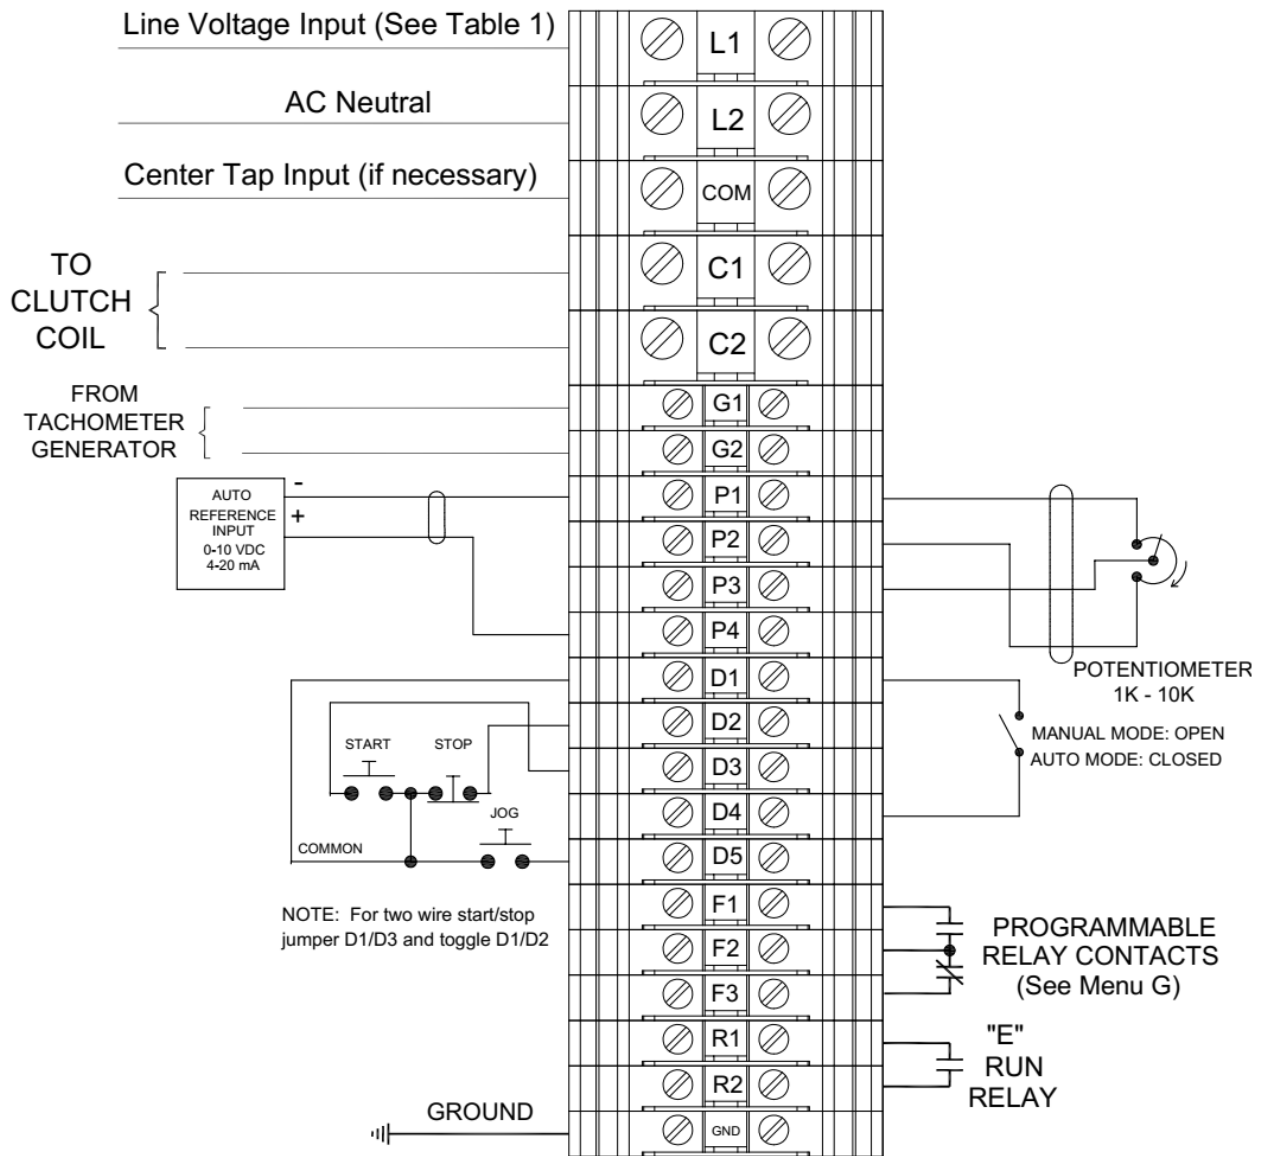 Line Voltage Input (See Table 1)
AC Neutral
Center Tap Input (if necessary)
TO
CLUTCH
COIL
FROM
TACHOMETER
GENERATOR
AUTO
REFERENCE
INPUT
0-10 VDC
4-20 mA
-
+
START
STOP
JOG
COMMON
NOTE: For two wire start/stop
jumper D1/D3 and toggle D1/D2
GROUND
L1
L2
COM
C1
C2
G1
G2
P1
P2
P3
P4
D1
D2
D3
D4
D5
F1
F2
F3
R1
R2
GND
POTENTIOMETER
1K - 10K
MANUAL MODE: OPEN
AUTO MODE: CLOSED
PROGRAMMABLE
RELAY CONTACTS
(See Menu G)
"E"
RUN
RELAY